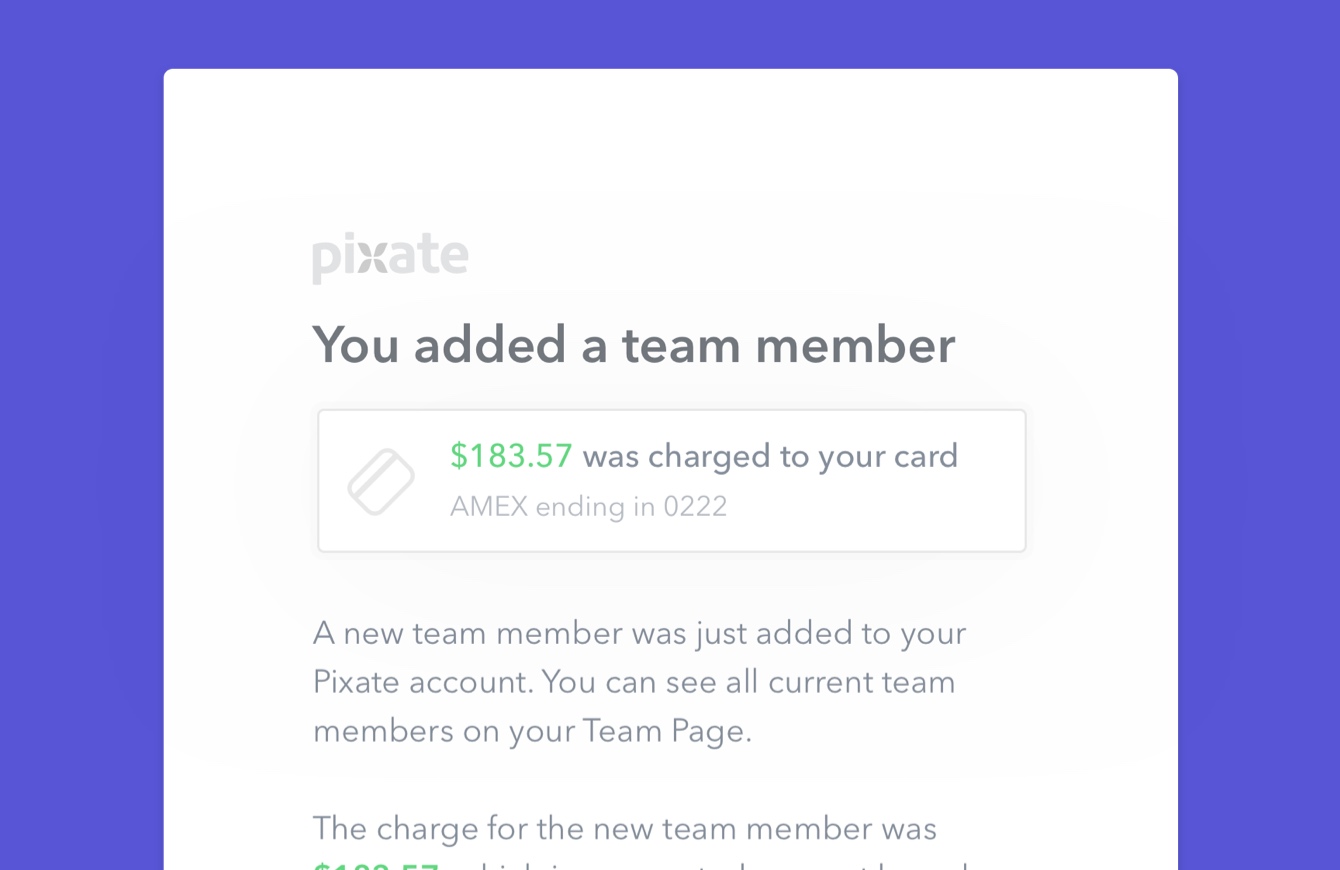 pixate
You added a team member
$183.57 was charged to your card
AMEX ending in 0222
A new team member was just added to your
Pixate account. You can see all current team
members on your Team Page.
The charge for the new team member was
$183.57